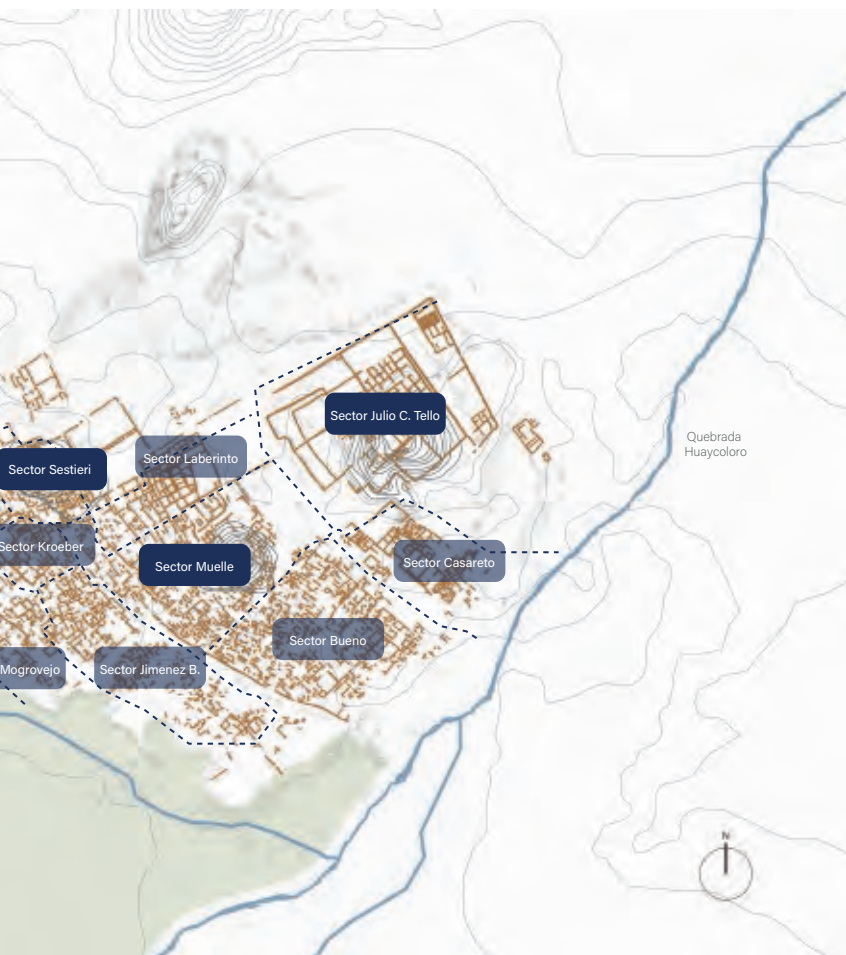 Sector Julio C. Tello
Quebrada
Huaycoloro
Sector Laberinto
Sector Sestieri
Sector Kroeber
Sector Muelle
Sector Casareto
Sector Bueno
Mogrovejo
Sector Jimenez B.
N